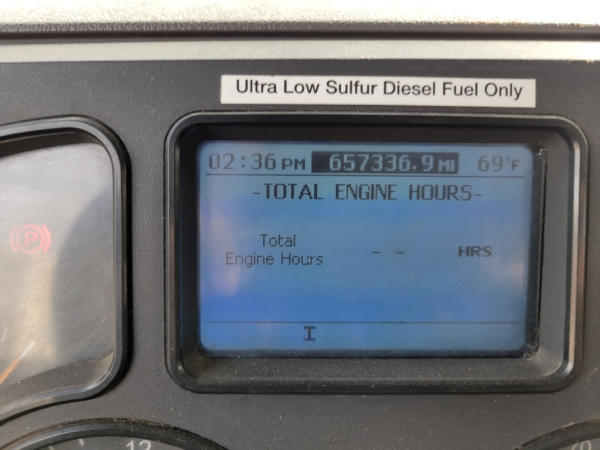 Ultra Low Sulfur Diesel Fuel Only
02:36 PM 657336.9 MI 69°F
-TOTAL ENGINE HOURS-
Total
Engine Hours - - HRS
I
P
12